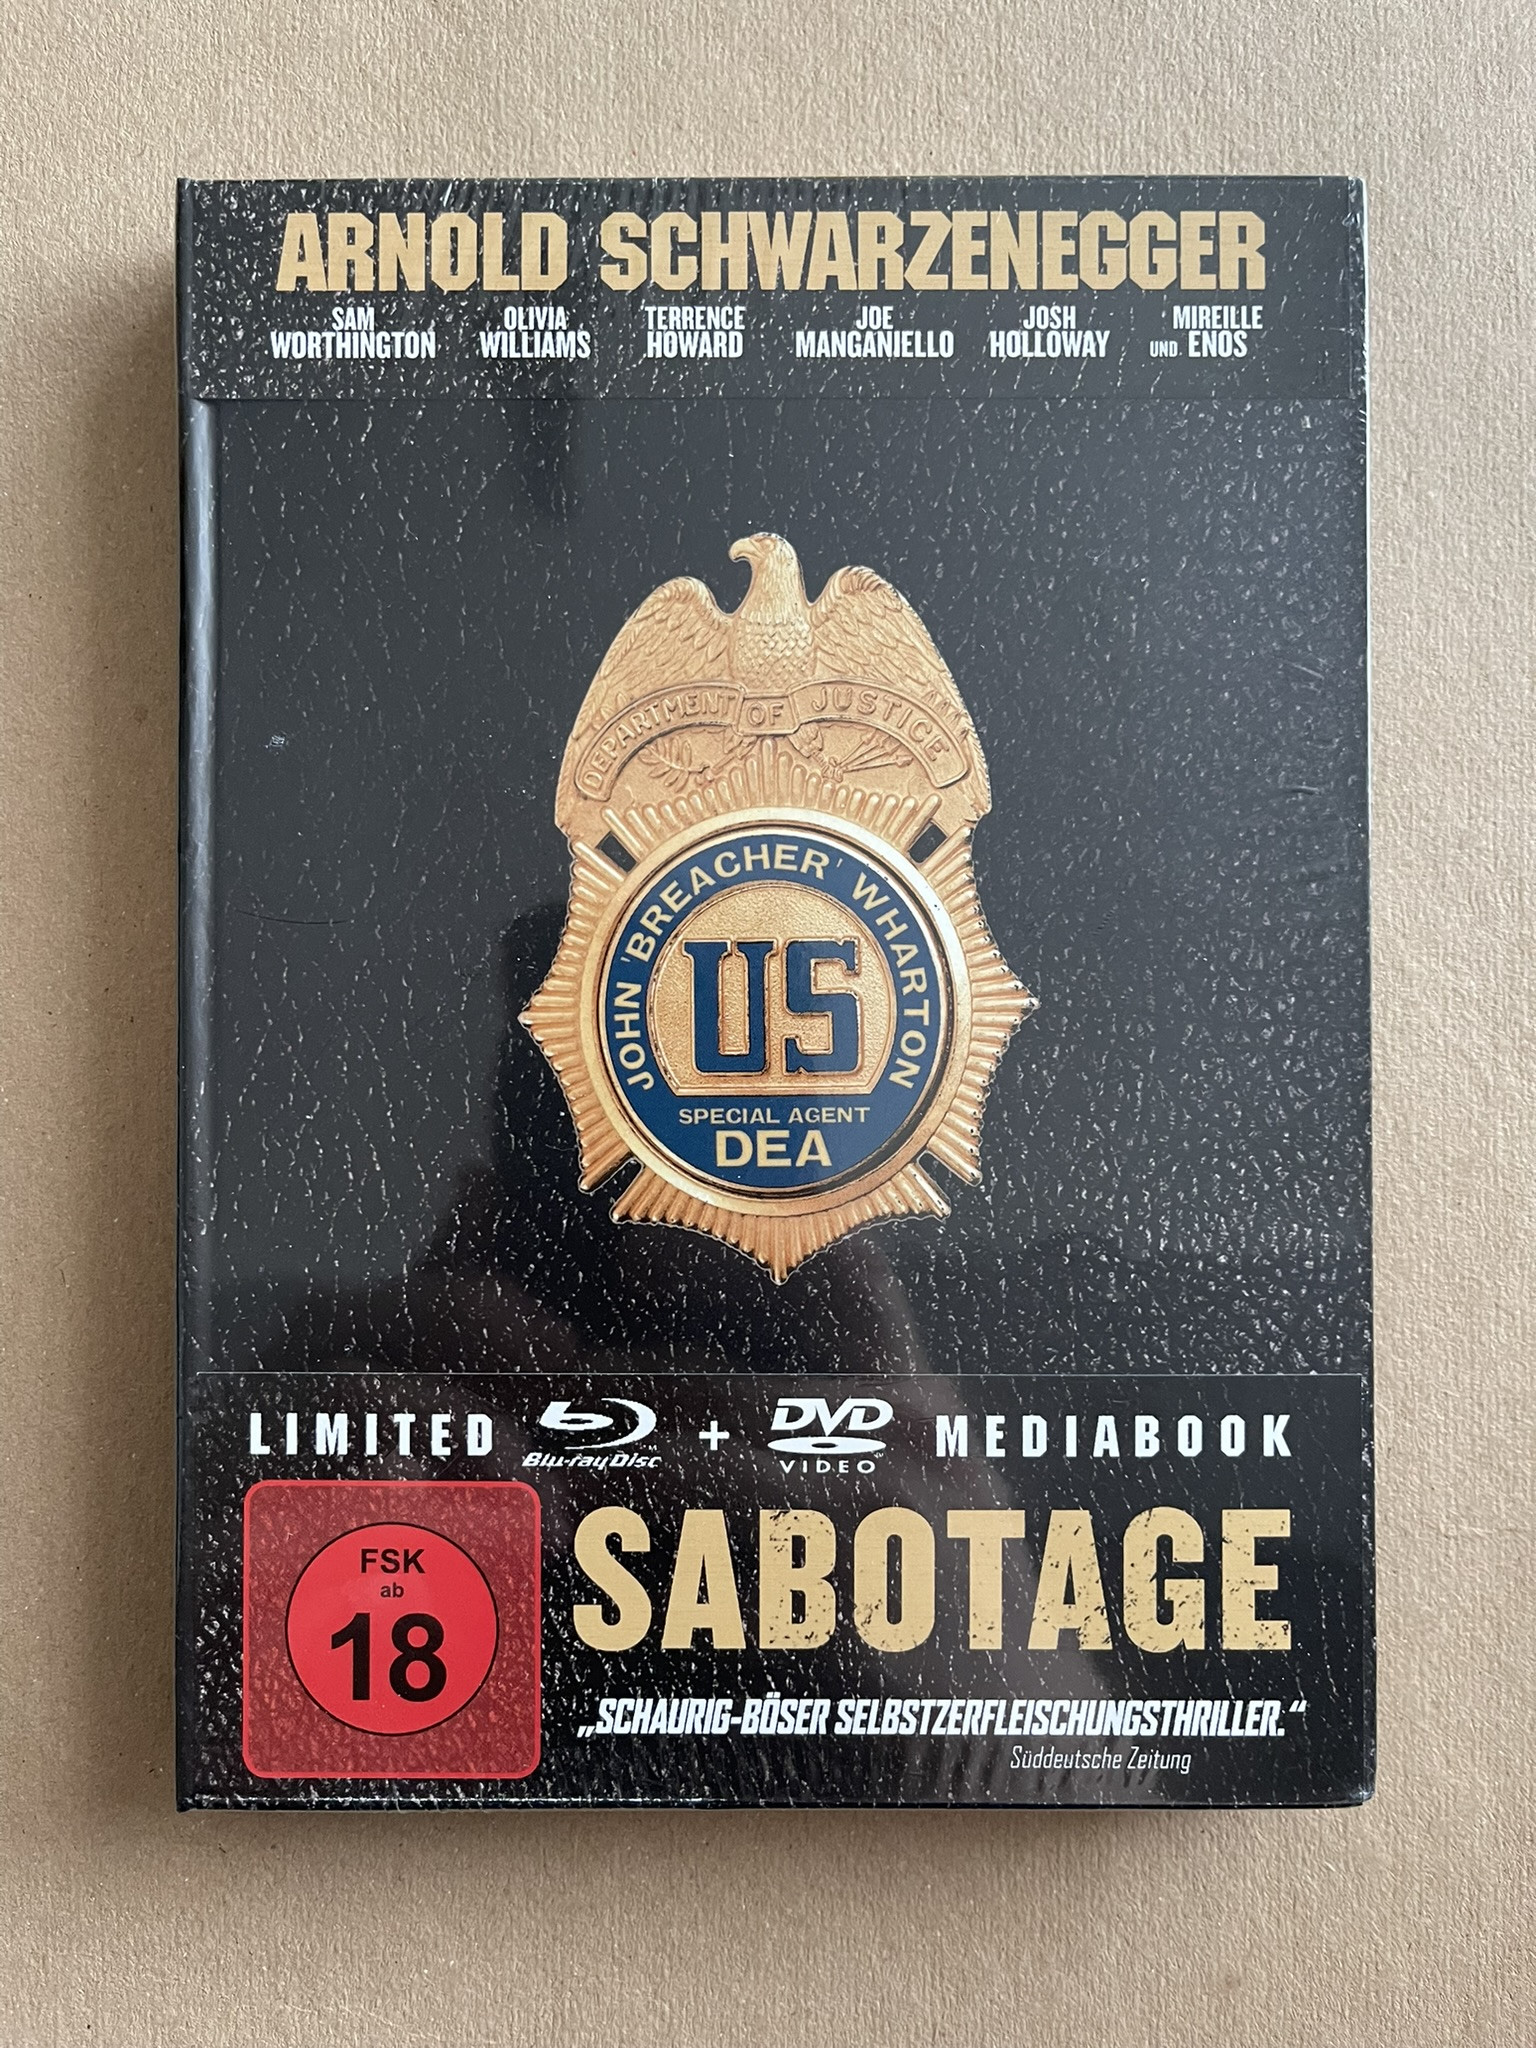 ARNOLD SCHWARZENEGGER
SAM WORTHINGTON
OLIVIA WILLIAMS
TERRENCE HOWARD
JOE MANGANIELLO
JOSH HOLLOWAY
UND MIREILLE ENOS
DEPARTMENT OF JUSTICE
JOHN 'BREACHER' WHARTON
US
SPECIAL AGENT
DEA
LIMITED Blu-ray Disc + DVD VIDEO MEDIABOOK
FSK
ab
18
SABOTAGE
„SCHAURIG-BÖSER SELBSTZERFLEISCHUNGSTHRILLER.“
Süddeutsche Zeitung